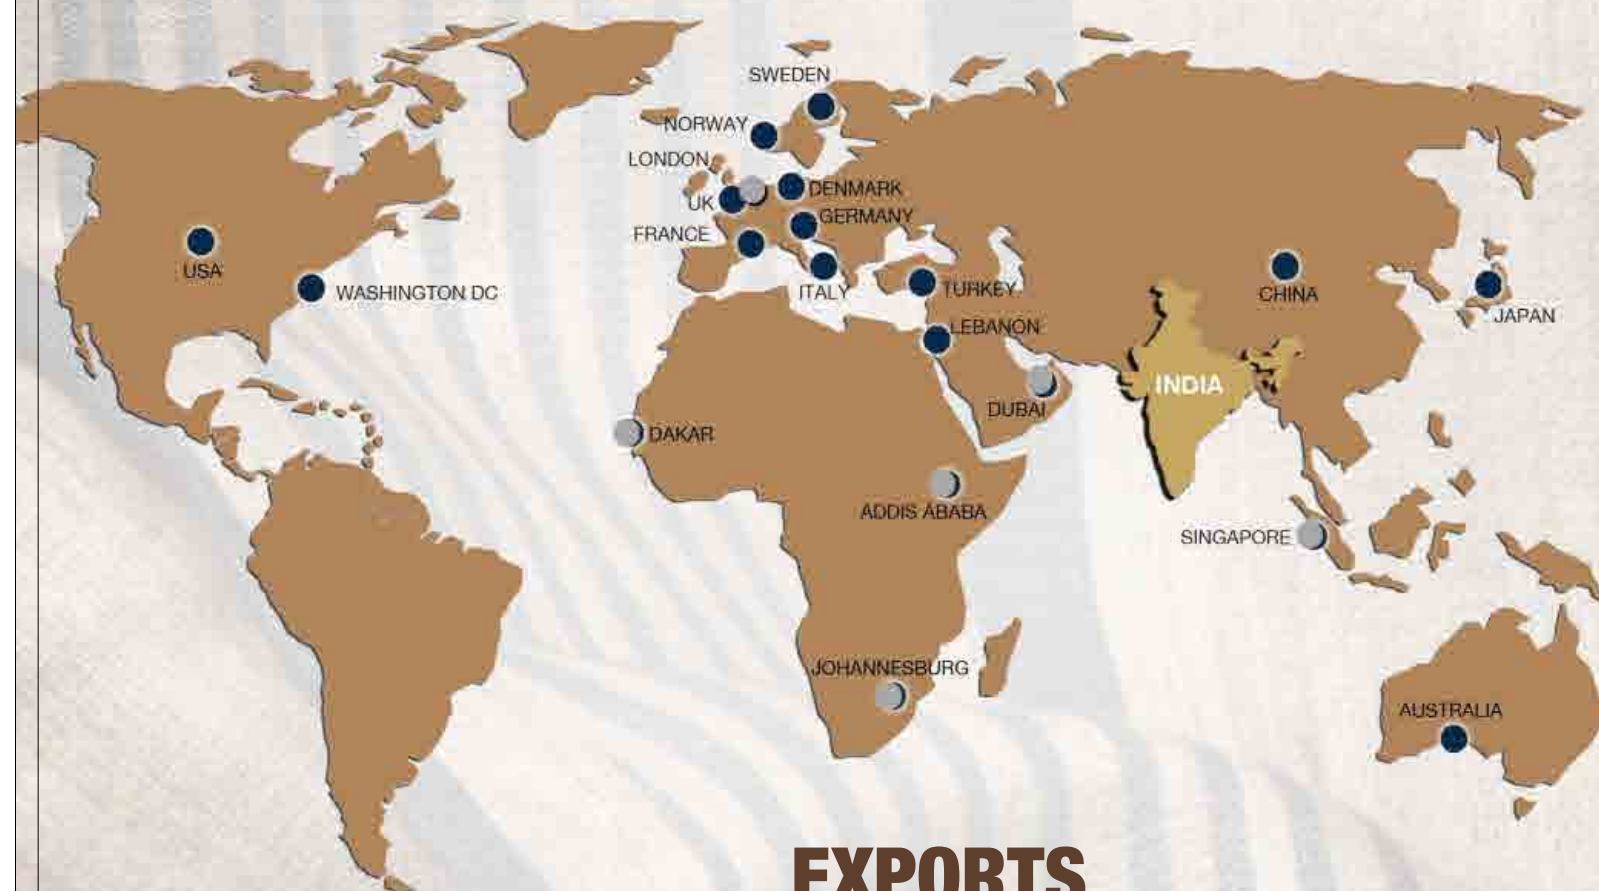 SWEDEN
NORWAY
LONDON
UK
DENMARK
GERMANY
FRANCE
USA
WASHINGTON DC
ITALY
TURKEY
CHINA
JAPAN
LEBANON
INDIA
DUBAI
DAKAR
ADDIS ABABA
SINGAPORE
JOHANNESBURG
AUSTRALIA
EXPORTS